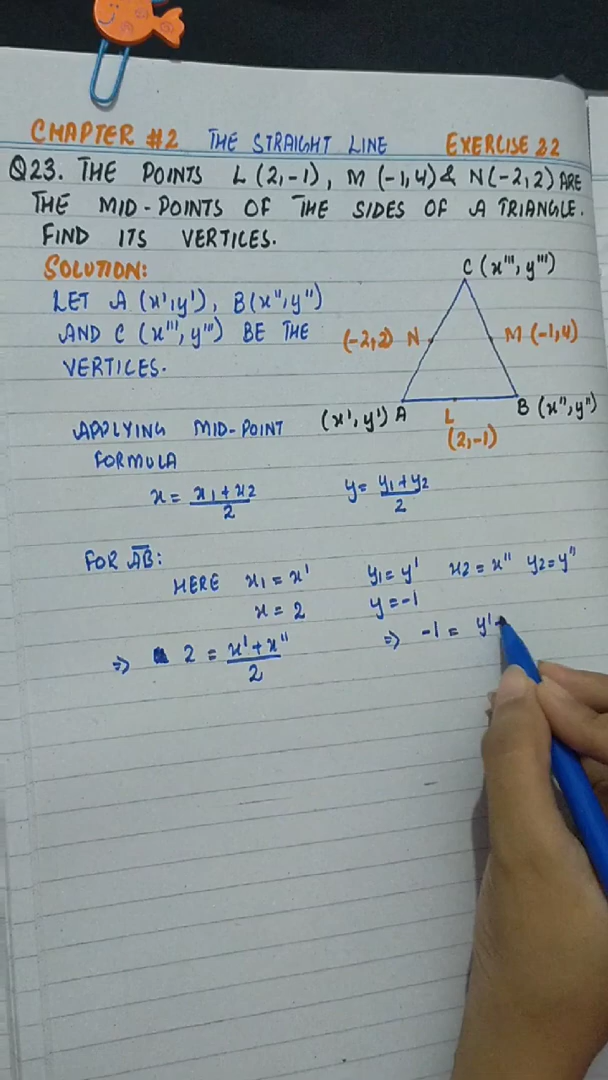 CHAPTER #2 THE STRAIGHT LINE EXERCISE 3.2
Q23. THE POINTS L (2,-1), M (-1,4) & N(-2,2) ARE
THE MID-POINTS OF THE SIDES OF A TRIANGLE.
FIND ITS VERTICES.
SOLUTION:
LET A (x',y'), B(x",y")
AND C (x''',y''') BE THE
VERTICES.
C (x''',y''')
(-2,2) N
M (-1,4)
(x',y') A
B (x",y")
L
(2,-1)
APPLYING MID-POINT
FORMULA
x = x1+x2/2 y = y1+y2/2
FOR AB:
HERE x1 = x' y1 = y' x2 = x" y2 = y"
x = 2 y = -1
⇒ 2 = x'+x"/2 ⇒ -1 = y'+